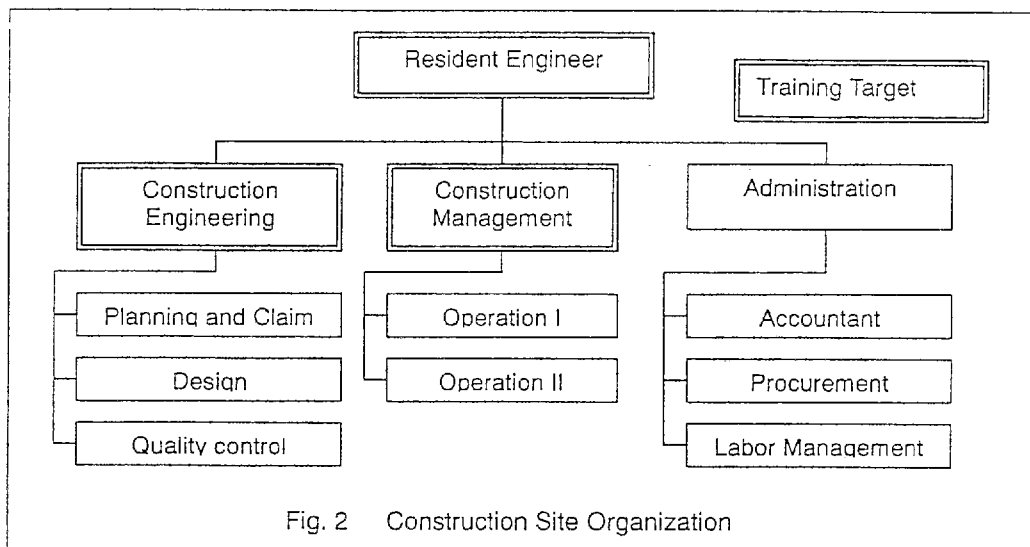 Resident Engineer
Training Target
Construction
Engineering
Construction
Management
Administration
Planning and Claim
Operation I
Accountant
Design
Operation II
Procurement
Quality control
Labor Management
Fig. 2 Construction Site Organization